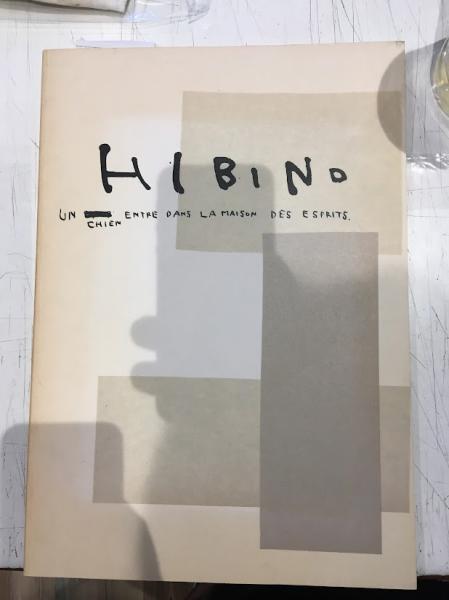 HIBINO
UN CHIEN ENTRE DANS LA MAISON DES ESPRITS.